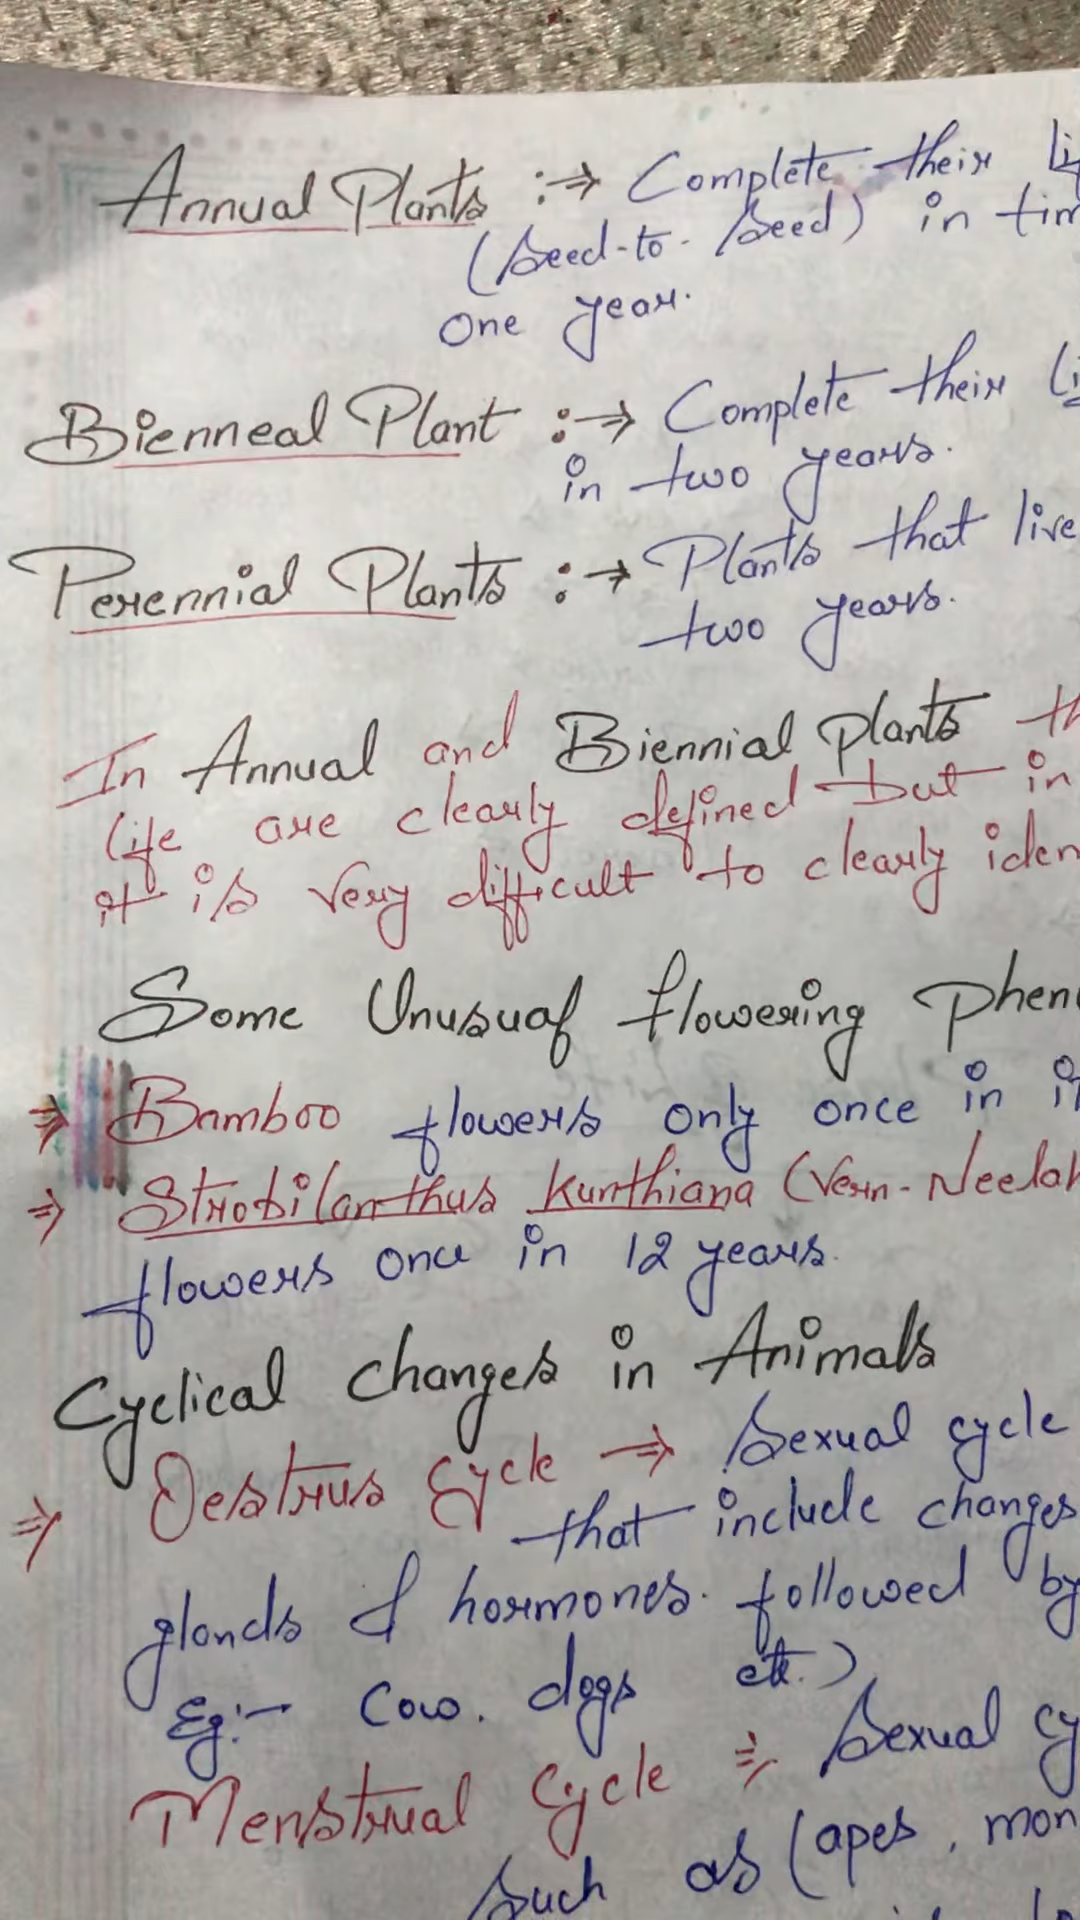 Annual Plants :⇒ Complete their
(Seed-to-Seed) in
one year.
Bienneal Plant :⇒ Complete their
in two years.
Perennial Plants :→ Plants that live
two years.
In Annual and Biennial plants
life are clearly defined but in
it is very difficult to clearly
Some Unusual flowering
⇒ Bamboo flowers only once in
⇒ Strobilanthus kunthiana (Vern-
flowers once in 12 years.
Cyclical changes in Animals
⇒ Oestrus Cycle → Sexual cycle
that include changes
glands & hormones. followed by
Eg:- Cow. dogs etc.)
Menstrual Cycle ⇒ Sexual
such as (apes,